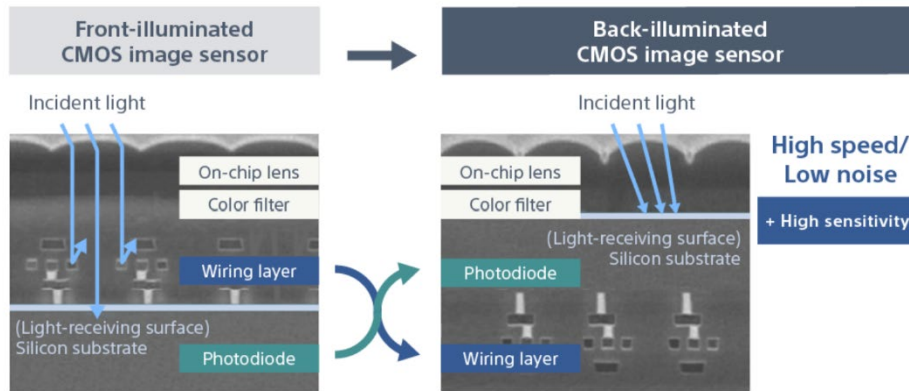 Front-illuminated
CMOS image sensor
Back-illuminated
CMOS image sensor
Incident light
On-chip lens
Color filter
Wiring layer
(Light-receiving surface)
Silicon substrate
Photodiode
Incident light
On-chip lens
Color filter
(Light-receiving surface)
Silicon substrate
Photodiode
Wiring layer
High speed/
Low noise
+ High sensitivity